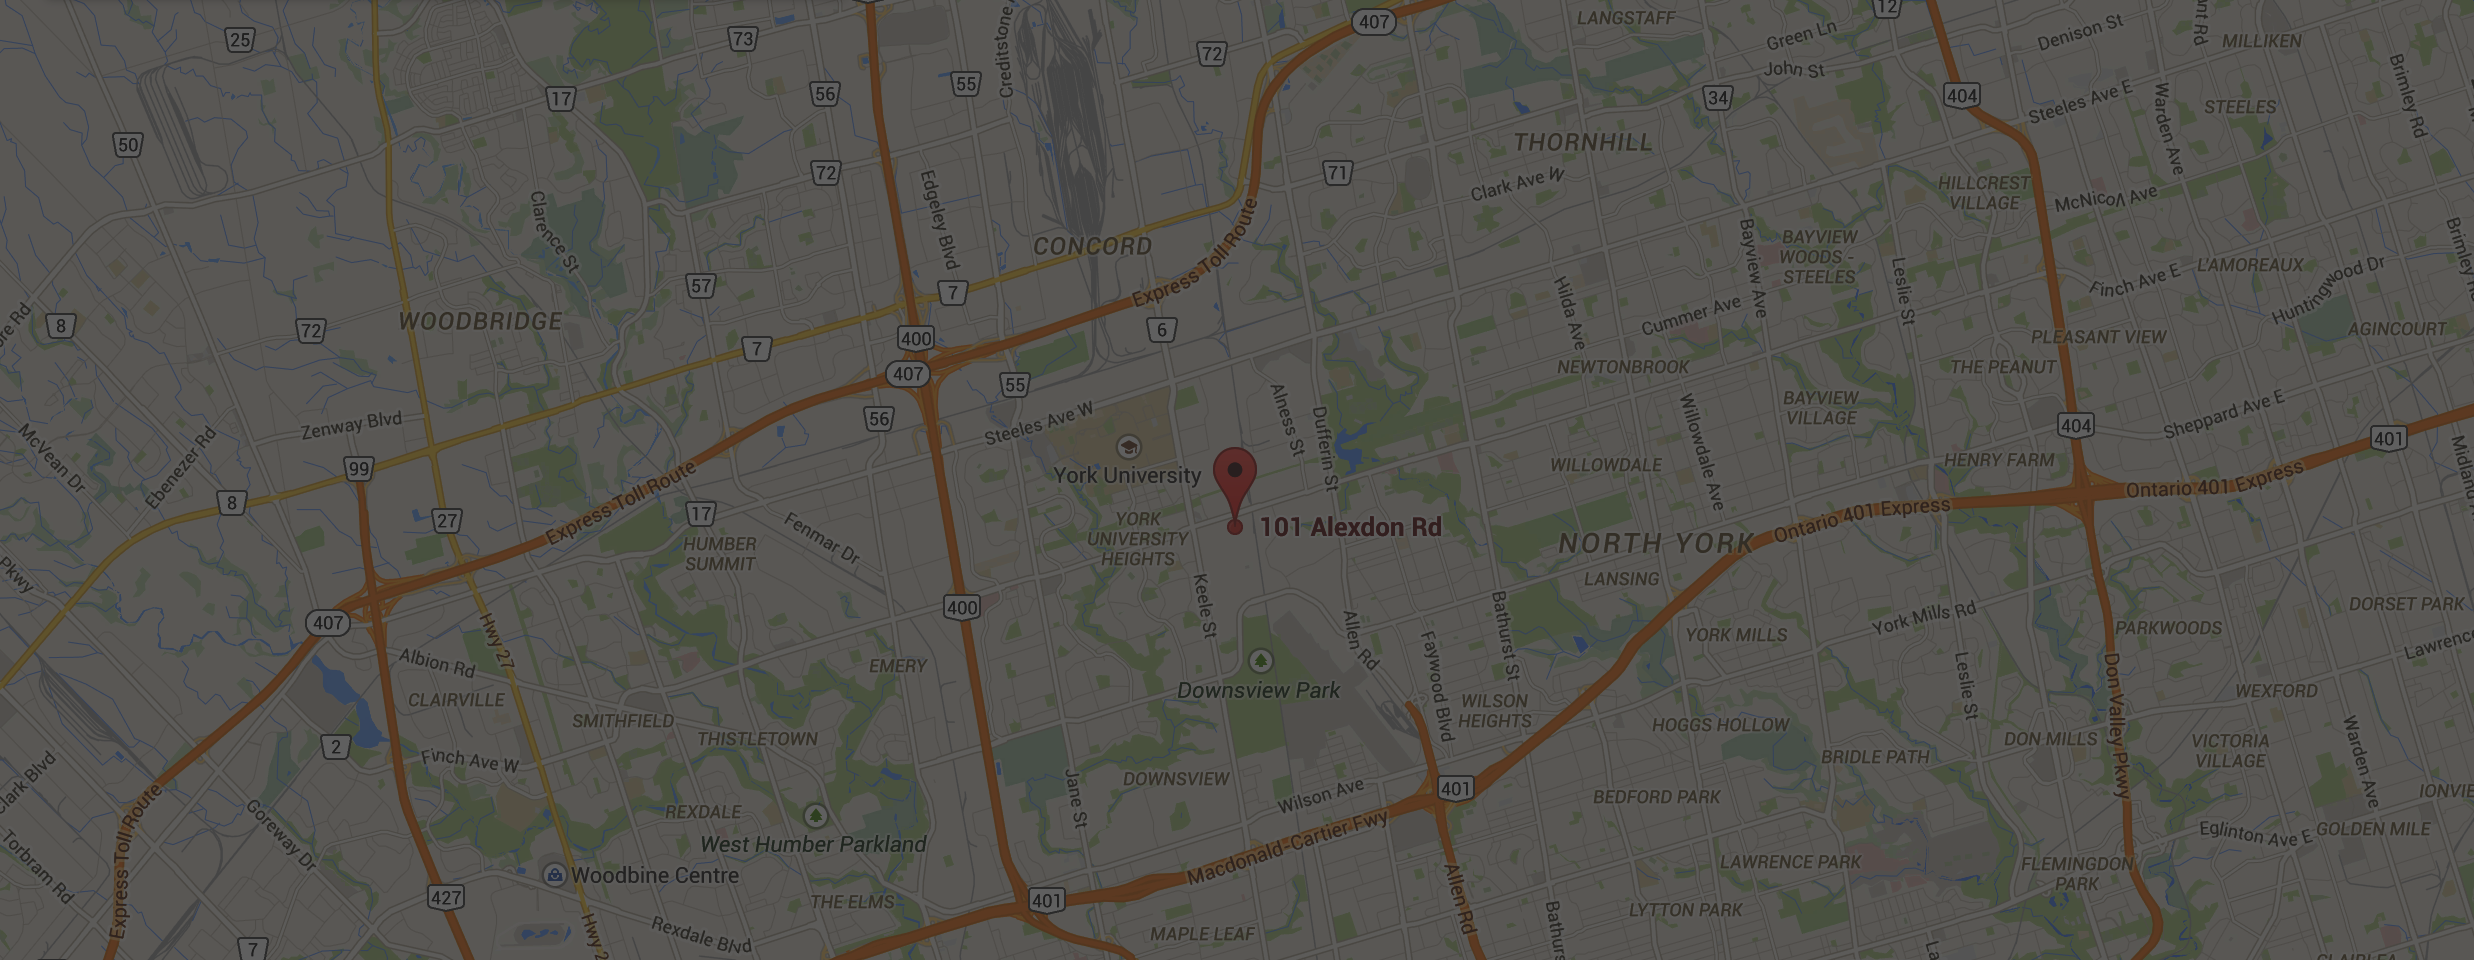 25
73
72
407
LANGSTAFF
12
Green Ln
Denison St
MILLIKEN
John St
Creditstone
55
56
17
50
34
404
Steeles Ave E
Warden Ave
STEELES
Brimley Rd
THORNHILL
72
71
Clark Ave W
HILLCREST
VILLAGE
McNicoll Ave
Edgeley Blvd
Clarence St
CONCORD
Express Toll Route
Bayview Ave
BAYVIEW
WOODS -
STEELES
Leslie St
L'AMOREAUX
Finch Ave E
Huntingwood Dr
57
7
8
72
WOODBRIDGE
400
6
Hilda Ave
Cummer Ave
PLEASANT VIEW
AGINCOURT
7
407
55
NEWTONBROOK
THE PEANUT
56
Steeles Ave W
Alness St
Dufferin St
Willowdale Ave
BAYVIEW
VILLAGE
404
Sheppard Ave E
401
Zenway Blvd
McVean Dr
Ebenezer Rd
99
8
27
Express Toll Route
17
Fenmar Dr
York University
WILLOWDALE
HENRY FARM
Ontario 401 Express
Ontario 401 Express
YORK
UNIVERSITY
HEIGHTS
101 Alexdon Rd
NORTH YORK
LANSING
HUMBER
SUMMIT
Pkwy
407
400
Keele St
Allen Rd
Faywood Blvd
Bathurst St
YORK MILLS
York Mills Rd
DORSET PARK
PARKWOODS
Hwy 27
Albion Rd
CLAIRVILLE
EMERY
SMITHFIELD
Downsview Park
WILSON
HEIGHTS
HOGGS HOLLOW
Leslie St
Don Valley Pkwy
WEXFORD
Warden Ave
2
Finch Ave W
THISTLETOWN
DOWNSVIEW
BRIDLE PATH
DON MILLS
VICTORIA
VILLAGE
Express Toll Route
Goreway Dr
REXDALE
Jane St
Wilson Ave
401
BEDFORD PARK
Torbram Rd
West Humber Parkland
Macdonald-Cartier Fwy
Eglinton Ave E
GOLDEN MILE
Woodbine Centre
LAWRENCE PARK
FLEMINGDON
PARK
427
THE ELMS
401
Allen Rd
LYTTON PARK
7
Rexdale Blvd
MAPLE LEAF